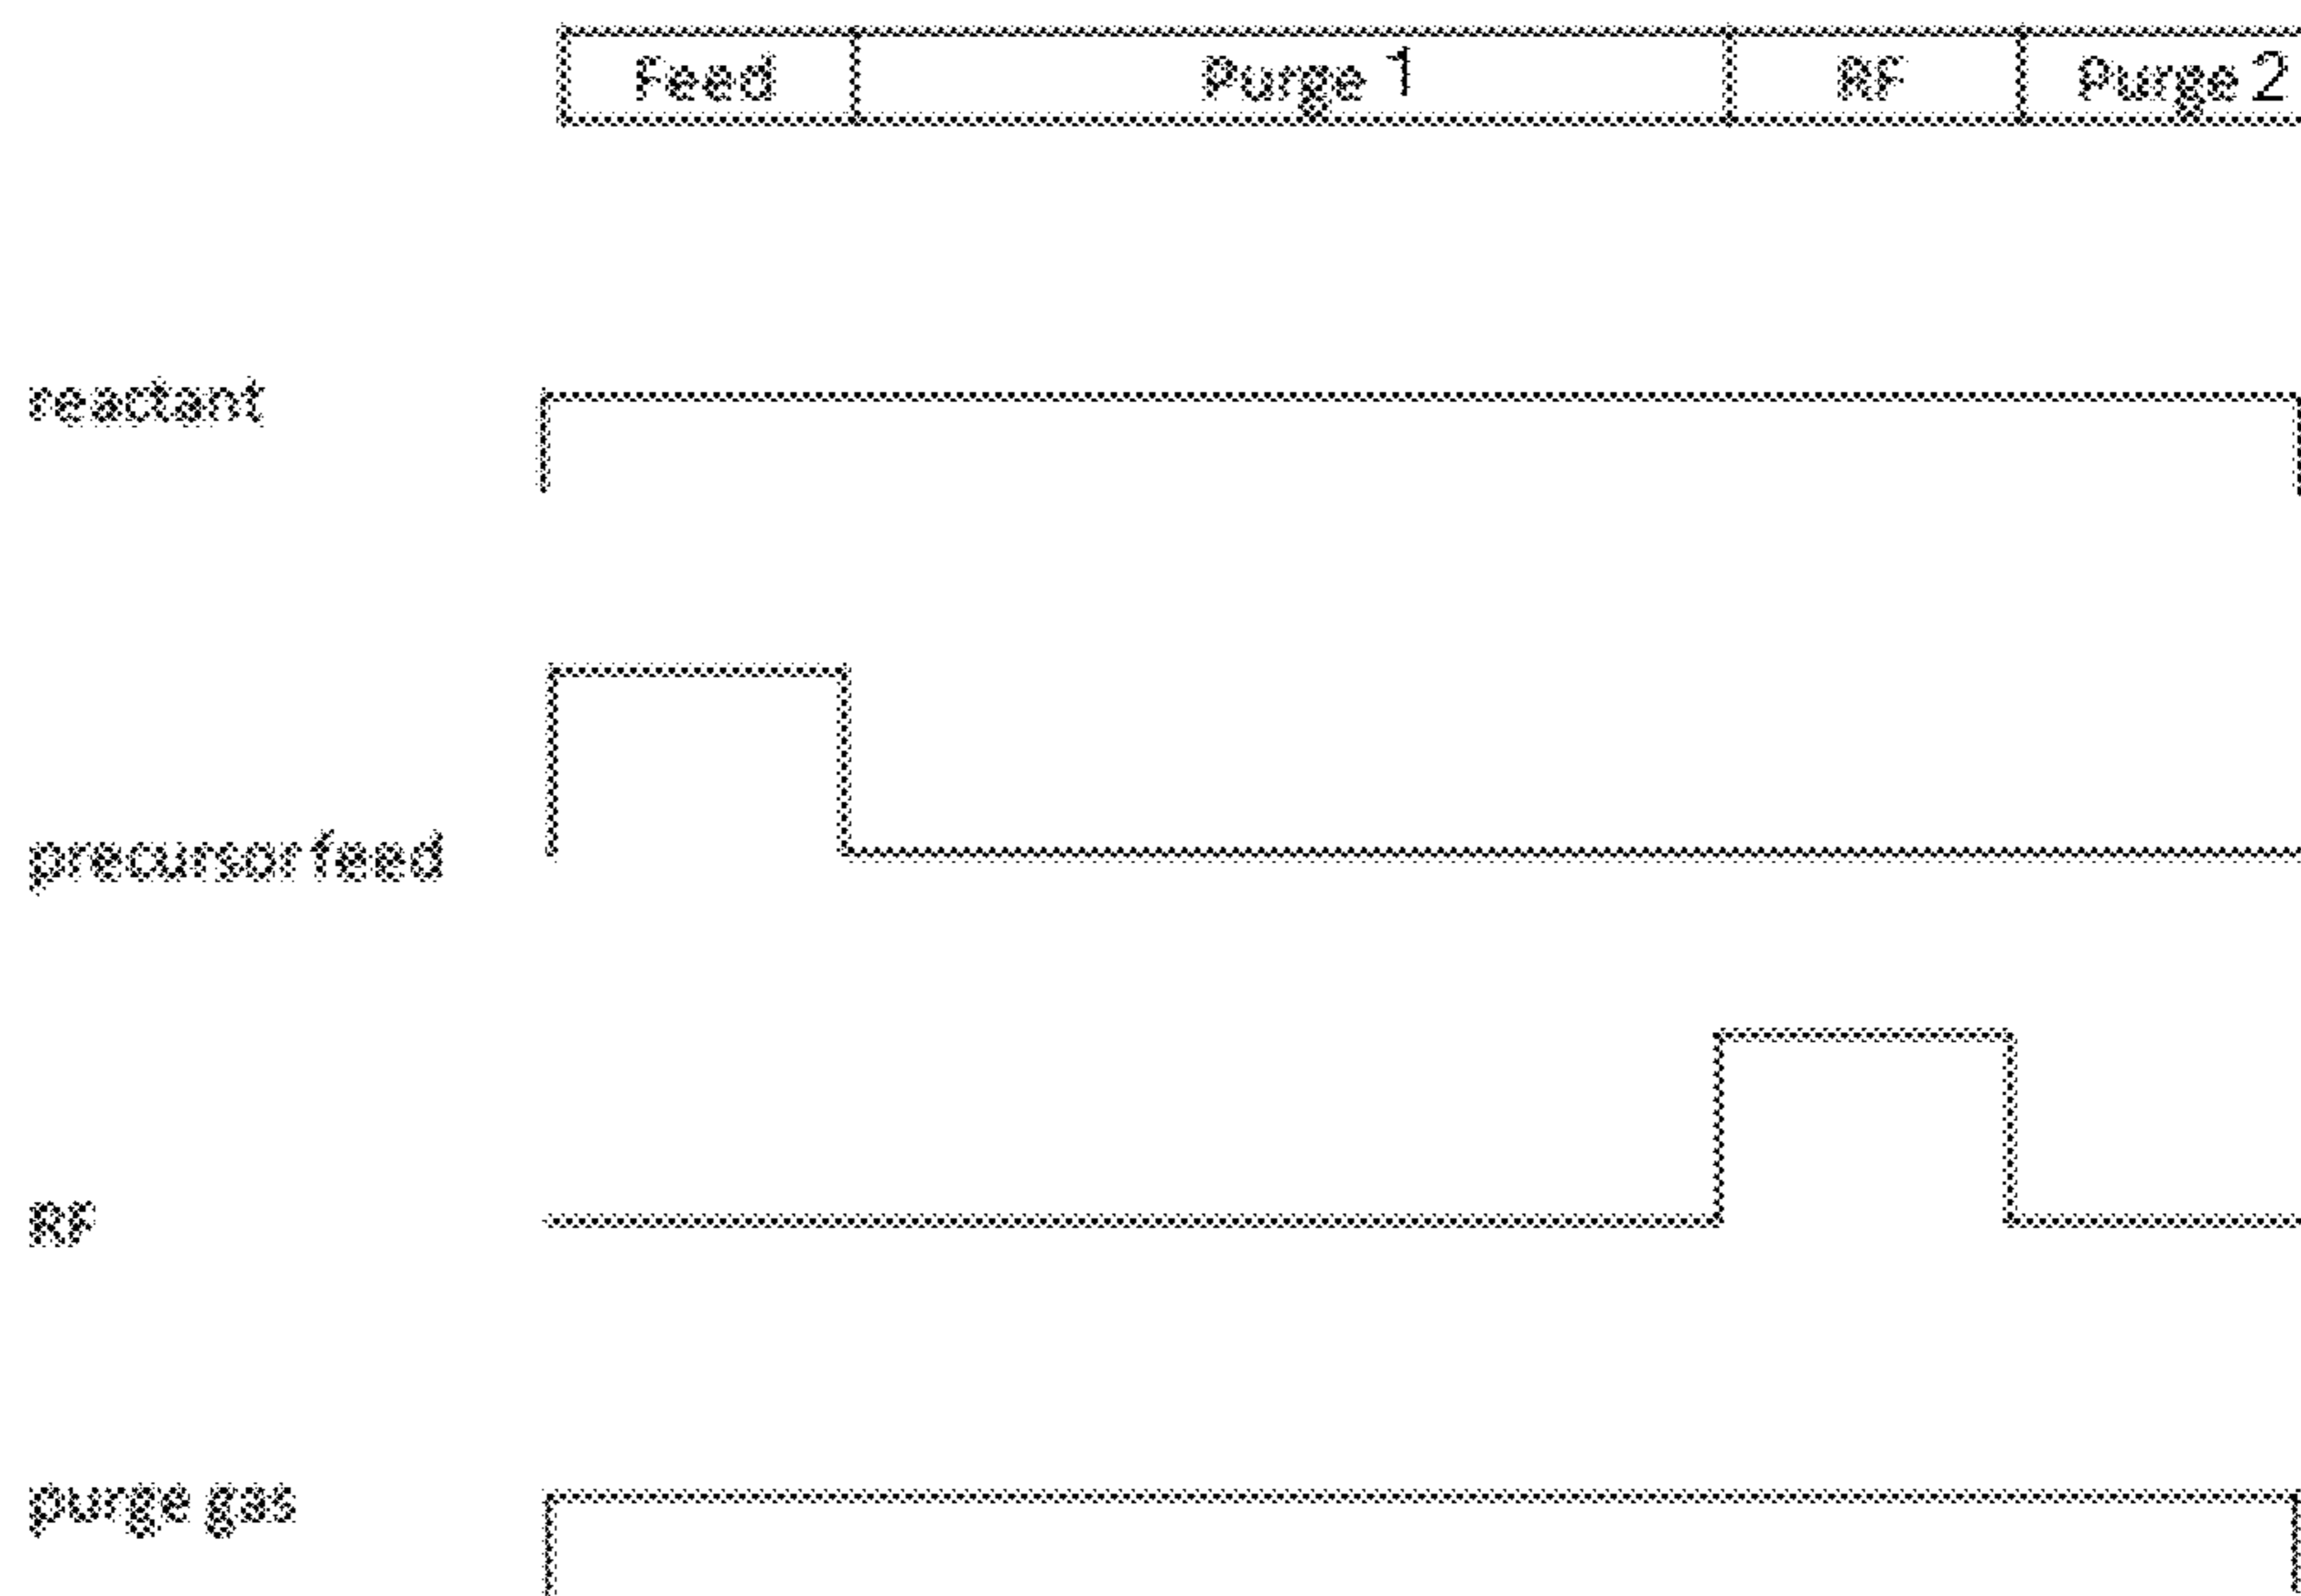 Feed Purge 1 RF Purge 2
reactant
precursor feed
RF
purge gas